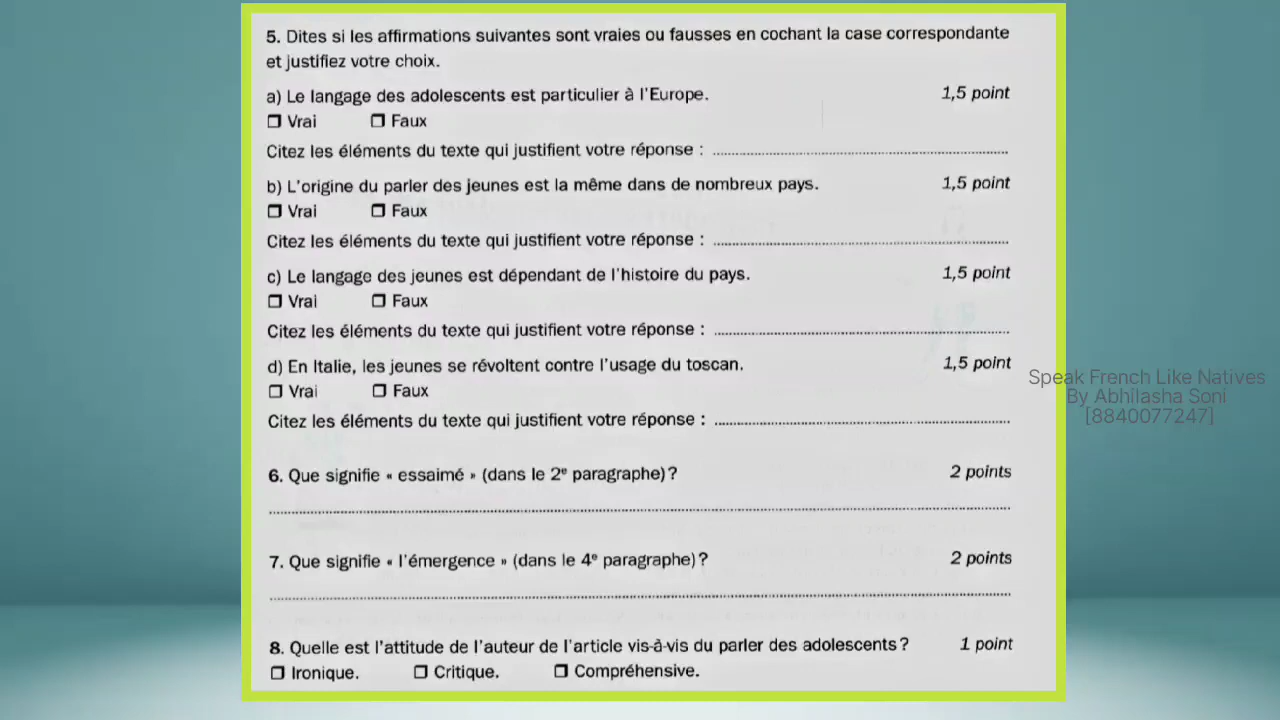 5. Dites si les affirmations suivantes sont vraies ou fausses en cochant la case correspondante
et justifiez votre choix.
a) Le langage des adolescents est particulier à l'Europe. 1,5 point
❒ Vrai ❒ Faux
Citez les éléments du texte qui justifient votre réponse : ................................................
b) L'origine du parler des jeunes est la même dans de nombreux pays. 1,5 point
❒ Vrai ❒ Faux
Citez les éléments du texte qui justifient votre réponse : ................................................
c) Le langage des jeunes est dépendant de l'histoire du pays. 1,5 point
❒ Vrai ❒ Faux
Citez les éléments du texte qui justifient votre réponse : ................................................
d) En Italie, les jeunes se révoltent contre l'usage du toscan. 1,5 point
❒ Vrai ❒ Faux
Citez les éléments du texte qui justifient votre réponse : ................................................
Speak French Like Natives
By Abhilasha Soni
[8840077247]
6. Que signifie « essaimé » (dans le 2e paragraphe) ? 2 points
................................................
7. Que signifie « l'émergence » (dans le 4e paragraphe) ? 2 points
................................................
8. Quelle est l'attitude de l'auteur de l'article vis-à-vis du parler des adolescents ? 1 point
❒ Ironique. ❒ Critique. ❒ Compréhensive.